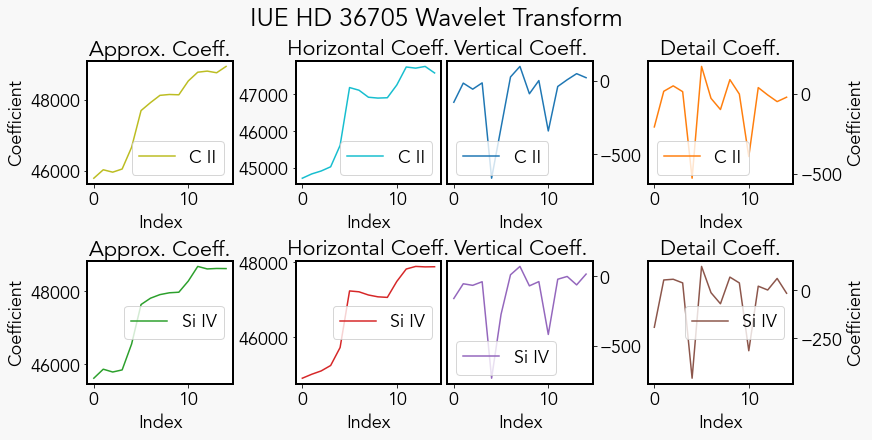 IUE HD 36705 Wavelet Transform
Approx. Coeff. Horizontal Coeff. Vertical Coeff. Detail Coeff.
Coefficient
48000
46000
C II
0 10
Index
47000
46000
45000
C II
0 10
Index
0
−500
C II
0 10
Index
0
−500
C II
0 10
Index
Coefficient
Approx. Coeff. Horizontal Coeff. Vertical Coeff. Detail Coeff.
Coefficient
48000
46000
Si IV
0 10
Index
48000
46000
Si IV
0 10
Index
0
−500
Si IV
0 10
Index
0
−250
Si IV
0 10
Index
Coefficient